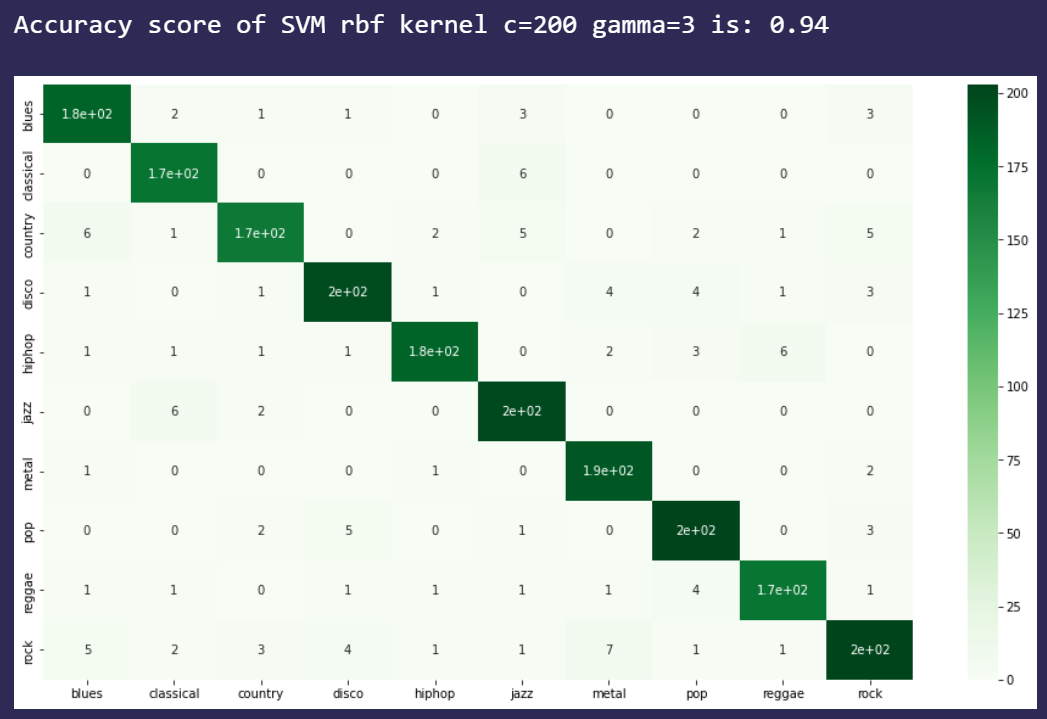 Accuracy score of SVM rbf kernel c=200 gamma=3 is: 0.94
blues 1.8e+02 2 1 1 0 3 0 0 0 3
classical 0 1.7e+02 0 0 0 6 0 0 0 0
country 6 1 1.7e+02 0 2 5 0 2 1 5
disco 1 0 1 2e+02 1 0 4 4 1 3
hiphop 1 1 1 1 1.8e+02 0 2 3 6 0
jazz 0 6 2 0 0 2e+02 0 0 0 0
metal 1 0 0 0 1 0 1.9e+02 0 0 2
pop 0 0 2 5 0 1 0 2e+02 0 3
reggae 1 1 0 1 1 1 1 4 1.7e+02 1
rock 5 2 3 4 1 1 7 1 1 2e+02
blues classical country disco hiphop jazz metal pop reggae rock
200
175
150
125
100
75
50
25
0